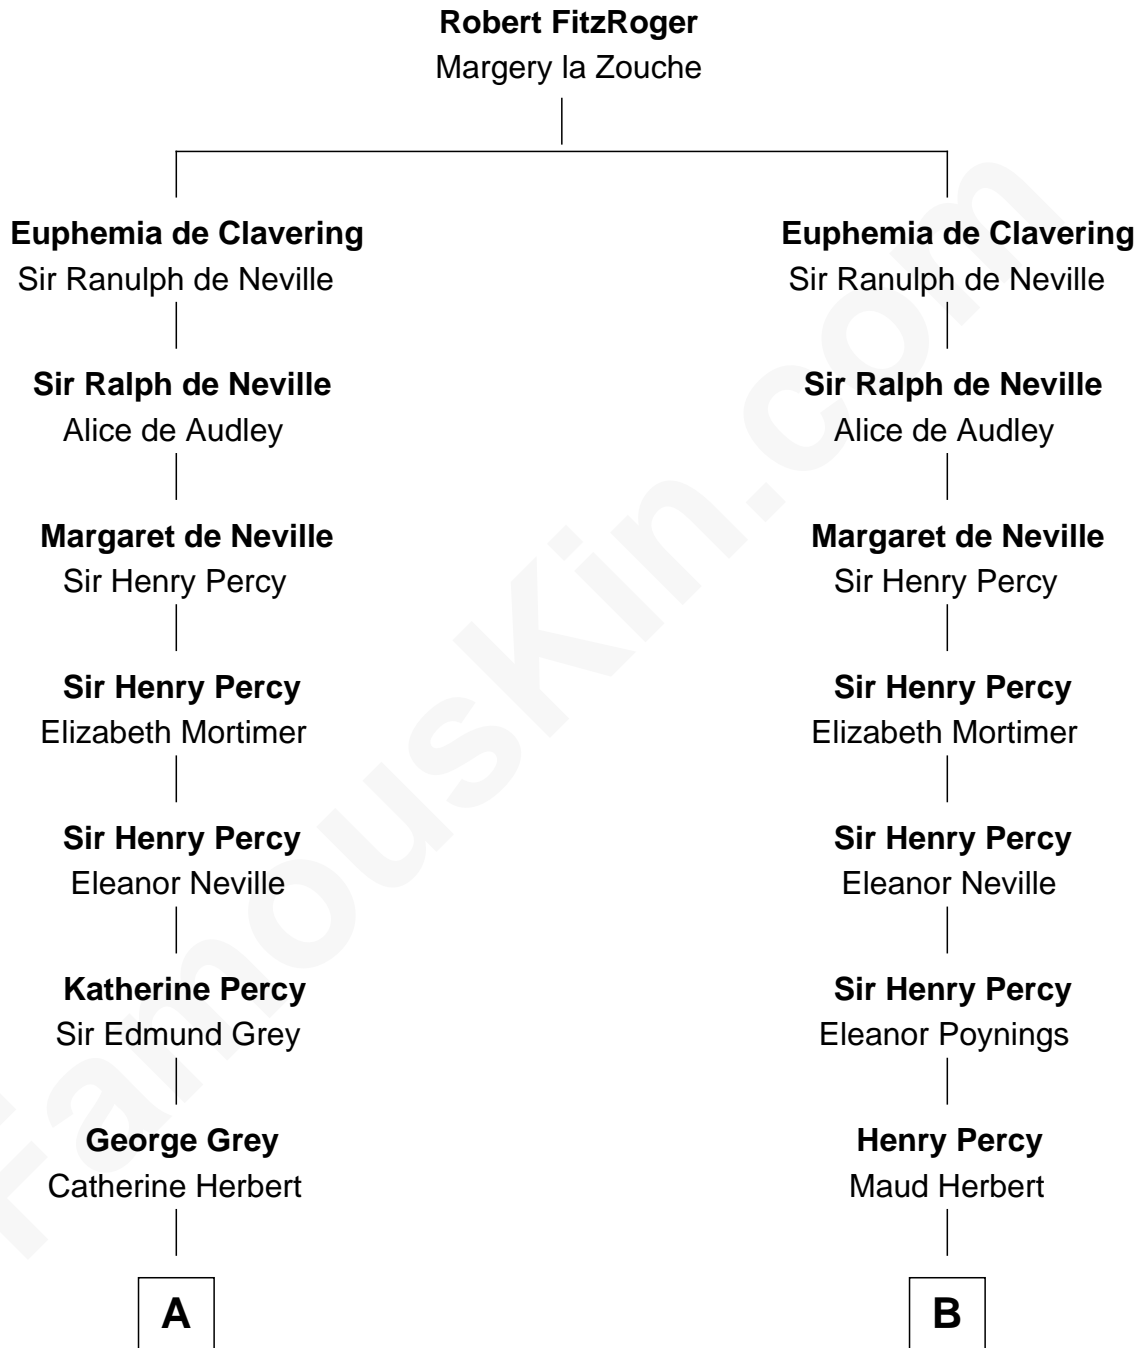 Robert FitzRoger
Margery la Zouche
Euphemia de Clavering
Sir Ranulph de Neville
Euphemia de Clavering
Sir Ranulph de Neville
Sir Ralph de Neville
Alice de Audley
Sir Ralph de Neville
Alice de Audley
Margaret de Neville
Sir Henry Percy
Margaret de Neville
Sir Henry Percy
Sir Henry Percy
Elizabeth Mortimer
Sir Henry Percy
Elizabeth Mortimer
Sir Henry Percy
Eleanor Neville
Sir Henry Percy
Eleanor Neville
Katherine Percy
Sir Edmund Grey
Sir Henry Percy
Eleanor Poynings
George Grey
Catherine Herbert
Henry Percy
Maud Herbert
A
B
FamousKin.com